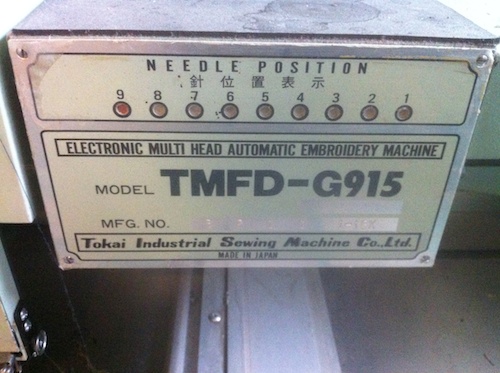 NEEDLE POSITION
針位置表示
9 8 7 6 5 4 3 2 1
ELECTRONIC MULTI HEAD AUTOMATIC EMBROIDERY MACHINE
MODEL TMFD-G915
MFG. NO.
Tokai Industrial Sewing Machine Co.,Ltd.
MADE IN JAPAN